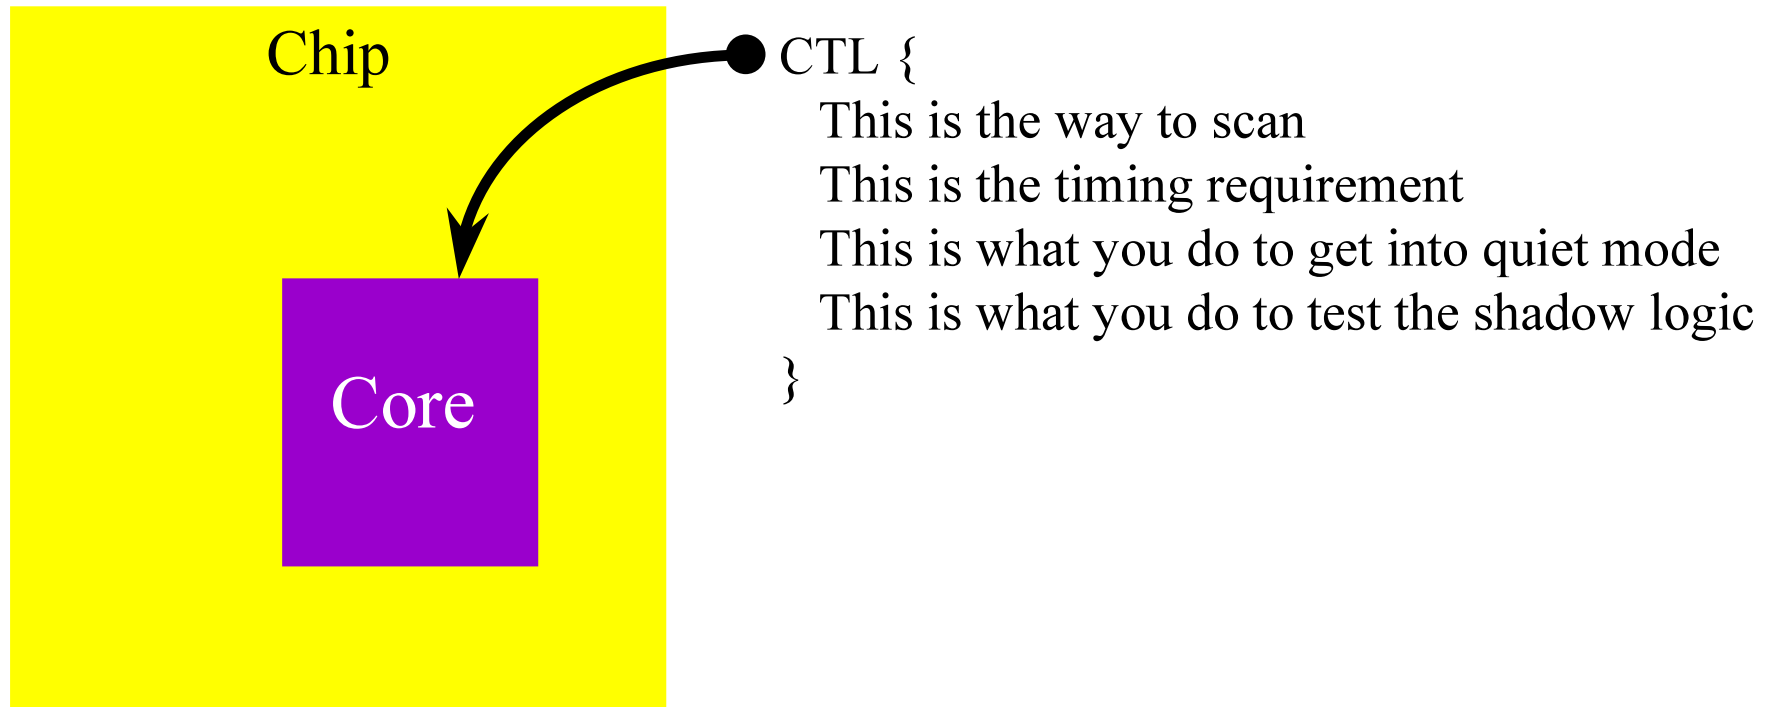 Chip
Core
CTL {
This is the way to scan
This is the timing requirement
This is what you do to get into quiet mode
This is what you do to test the shadow logic
}